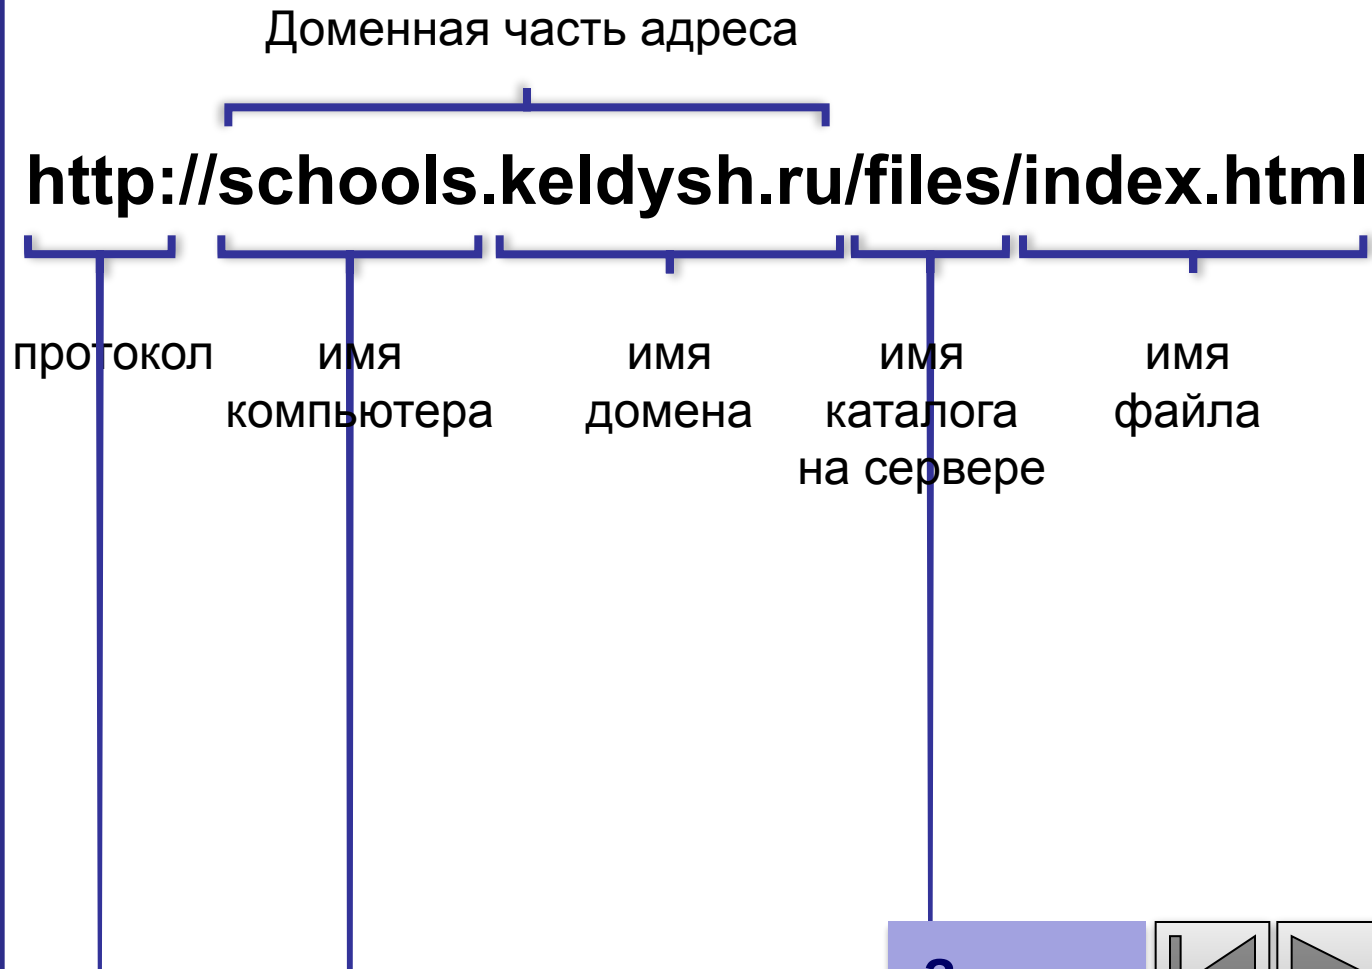 Доменная часть адреса
http://schools.keldysh.ru/files/index.html
протокол имя имя имя имя
компьютера домена каталога файла
на сервере